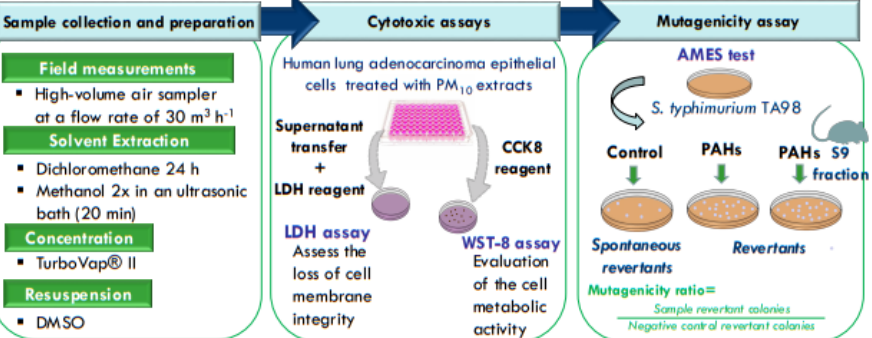 Sample collection and preparation
Field measurements
▪ High-volume air sampler
at a flow rate of 30 m³ h⁻¹
Solvent Extraction
▪ Dichloromethane 24 h
▪ Methanol 2x in an ultrasonic
bath (20 min)
Concentration
▪ TurboVap® II
Resuspension
▪ DMSO
Cytotoxic assays
Human lung adenocarcinoma epithelial
cells treated with PM₁₀ extracts
Supernatant
transfer
+
LDH reagent
CCK8
reagent
LDH assay
Assess the
loss of cell
membrane
integrity
WST-8 assay
Evaluation
of the cell
metabolic
activity
Mutagenicity assay
AMES test
S. typhimurium TA98
Control
PAHs
PAHs S9
fraction
Spontaneous
revertants
Revertants
Mutagenicity ratio=
Sample revertant colonies
Negative control revertant colonies